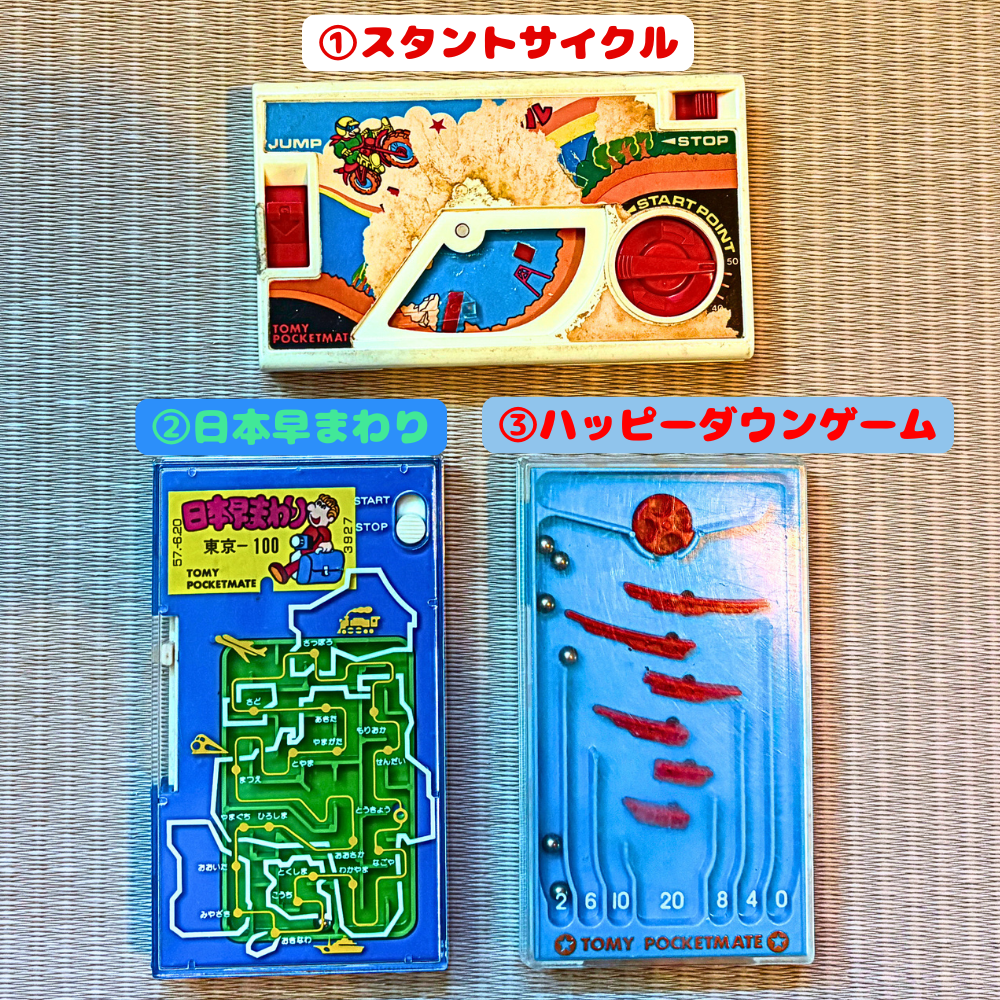 ①スタントサイクル
JUMP
ル
◄STOP
◄START POINT
50
40
TOMY
POCKETMAT
②日本早まわり
③ハッピーダウンゲーム
日本早まわり
START
STOP
57.-6.20
東京－100
3927
TOMY
POCKETMATE
さっぽろ
さど
あきた
もりおか
やまがた
とやま
せんだい
まつえ
とうきょう
やまぐち
ひろしま
おおさか
なごや
おおいた
とくしま
わかやま
こうち
みやざき
おきなわ
2 6 10 20 8 4 0
TOMY POCKETMATE